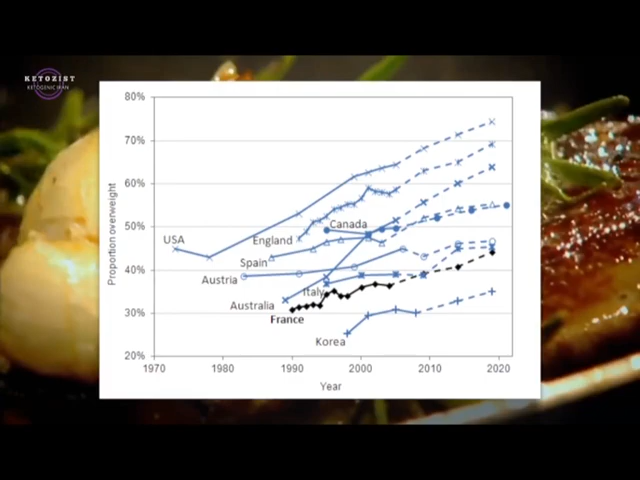 KETOZIST
KETOGENIC IRAN
80%
70%
60%
50%
40%
30%
20%
Proportion overweight
USA
England
Canada
Spain
Austria
Italy
Australia
France
Korea
1970
1980
1990
2000
2010
2020
Year